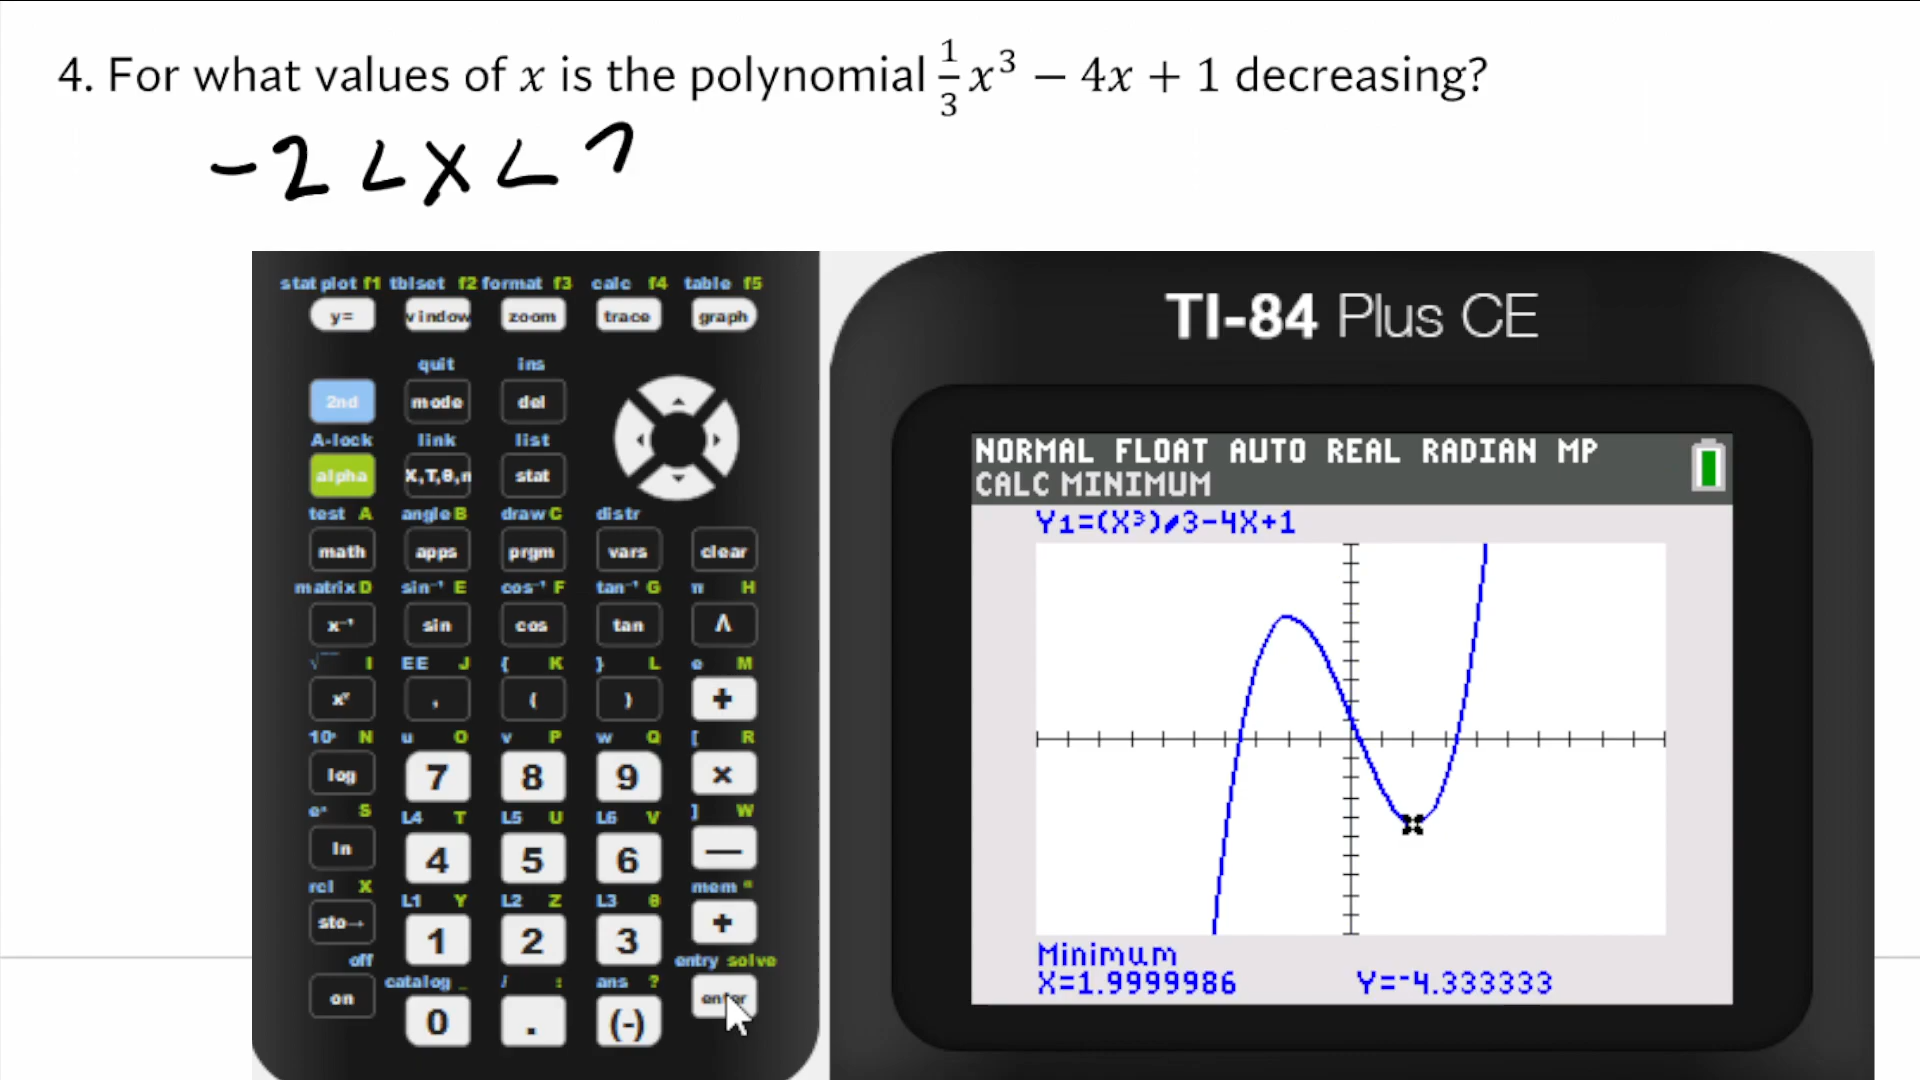 4. For what values of x is the polynomial 1/3 x³ − 4x + 1 decreasing?
-2 < x <
stat plot f1 tblset f2 format f3 calc f4 table f5
y= window zoom trace graph
quit ins
2nd mode del
A-lock link list
alpha X,T,θ,n stat
test A angle B draw C distr
math apps prgm vars clear
matrix D sin⁻¹ E cos⁻¹ F tan⁻¹ G π H
x⁻¹ sin cos tan ^
√ I EE J { K } L e M
, ( ) ÷
10ˣ N u O v P w Q [ R
log 7 8 9 ×
eˣ S L4 T L5 U L6 V ] W
ln 4 5 6 —
rcl X L1 Y L2 Z L3 θ mem "
sto→ 1 2 3 +
off catalog _ i : ans ? entry solve
on 0 . (-) enter
TI-84 Plus CE
NORMAL FLOAT AUTO REAL RADIAN MP
CALC MINIMUM
Y1=(X³)/3-4X+1
Minimum
X=1.9999986 Y=-4.333333